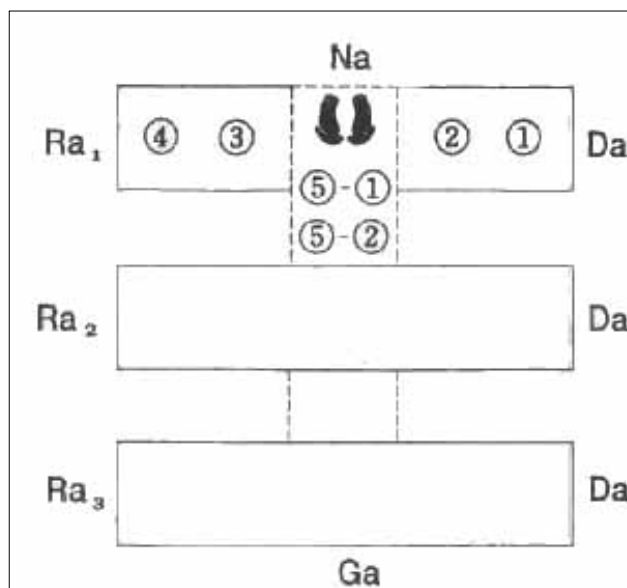 Na
Ra₁ ④ ③ ② ① Da
⑤-①
⑤-②
Ra₂ Da
Ra₃ Da
Ga